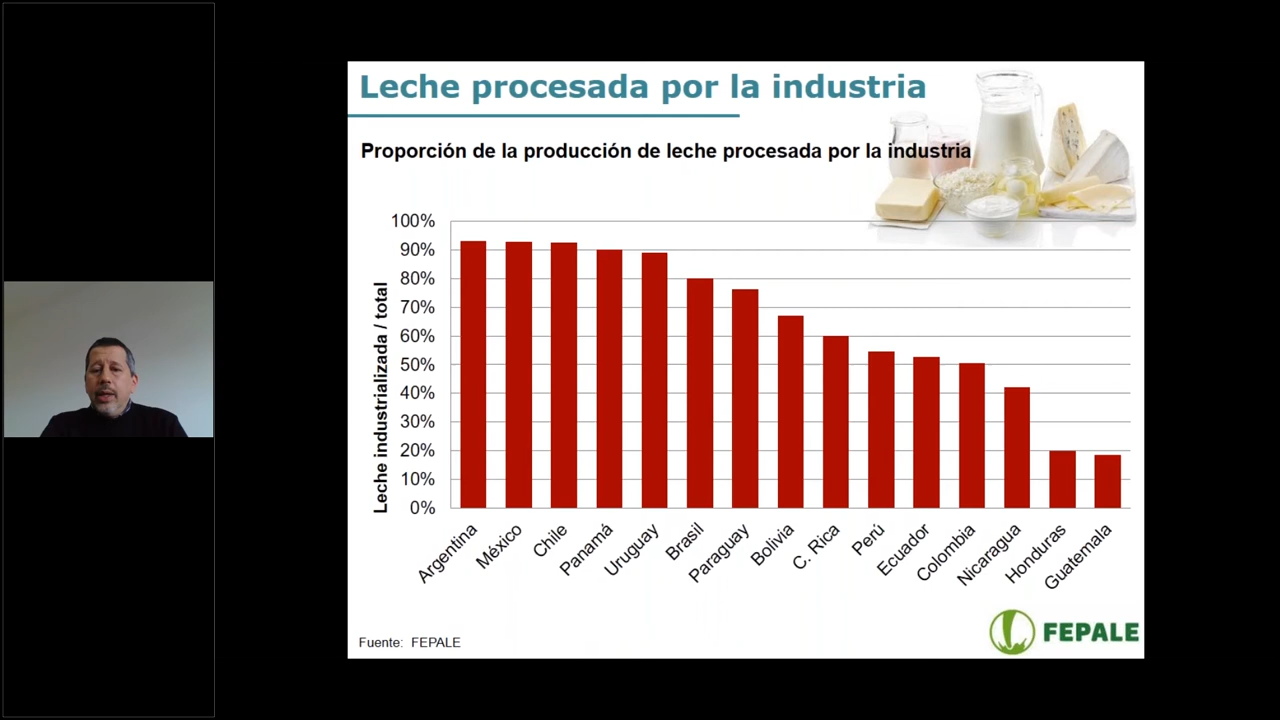 Leche procesada por la industria
Proporción de la producción de leche procesada por la industria
Leche industrializada / total
100%
90%
80%
70%
60%
50%
40%
30%
20%
10%
0%
Argentina
México
Chile
Panamá
Uruguay
Brasil
Paraguay
Bolivia
C. Rica
Perú
Ecuador
Colombia
Nicaragua
Honduras
Guatemala
Fuente: FEPALE
FEPALE